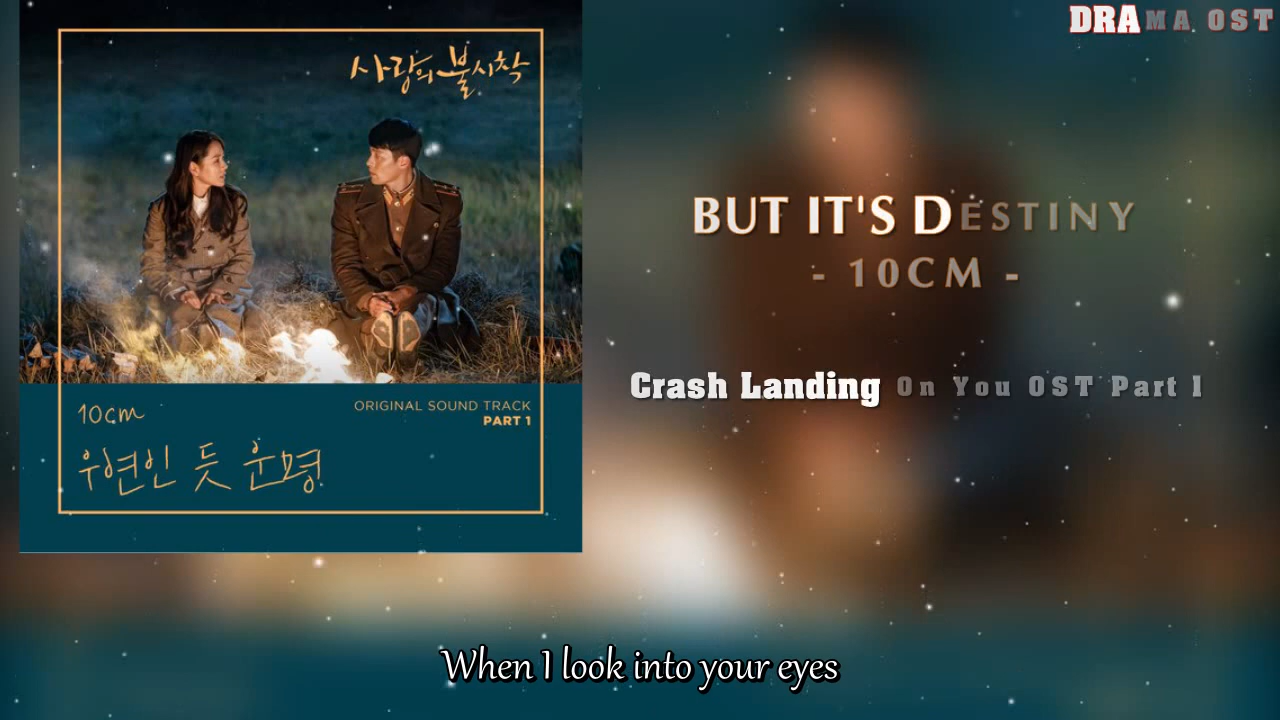 DRAMA OST
사랑의 불시착
BUT IT'S DESTINY
- 10CM -
Crash Landing On You OST Part 1
10cm
ORIGINAL SOUND TRACK
PART 1
우연인 듯 운명
When I look into your eyes